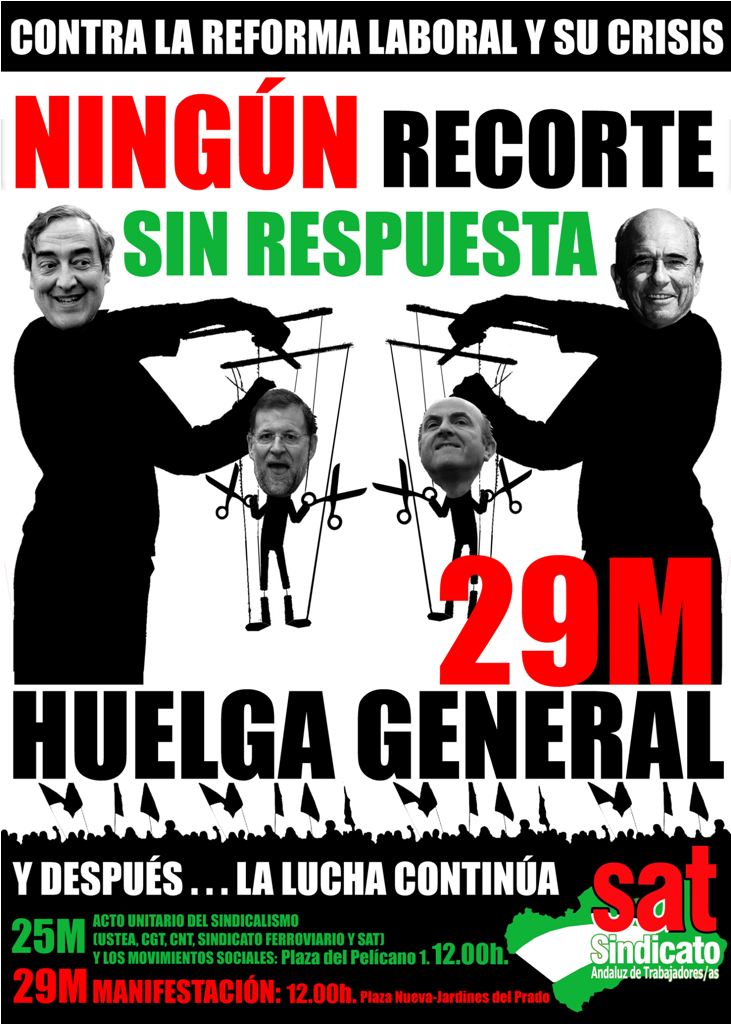 CONTRA LA REFORMA LABORAL Y SU CRISIS
NINGÚN RECORTE
SIN RESPUESTA
29M
HUELGA GENERAL
Y DESPUÉS . . . LA LUCHA CONTINÚA
25M ACTO UNITARIO DEL SINDICALISMO
(USTEA, CGT, CNT, SINDICATO FERROVIARIO Y SAT)
Y LOS MOVIMIENTOS SOCIALES: Plaza del Pelícano 1. 12.00h.
29M MANIFESTACIÓN: 12.00h. Plaza Nueva-Jardines del Prado
sat
Sindicato
Andaluz de Trabajadores/as